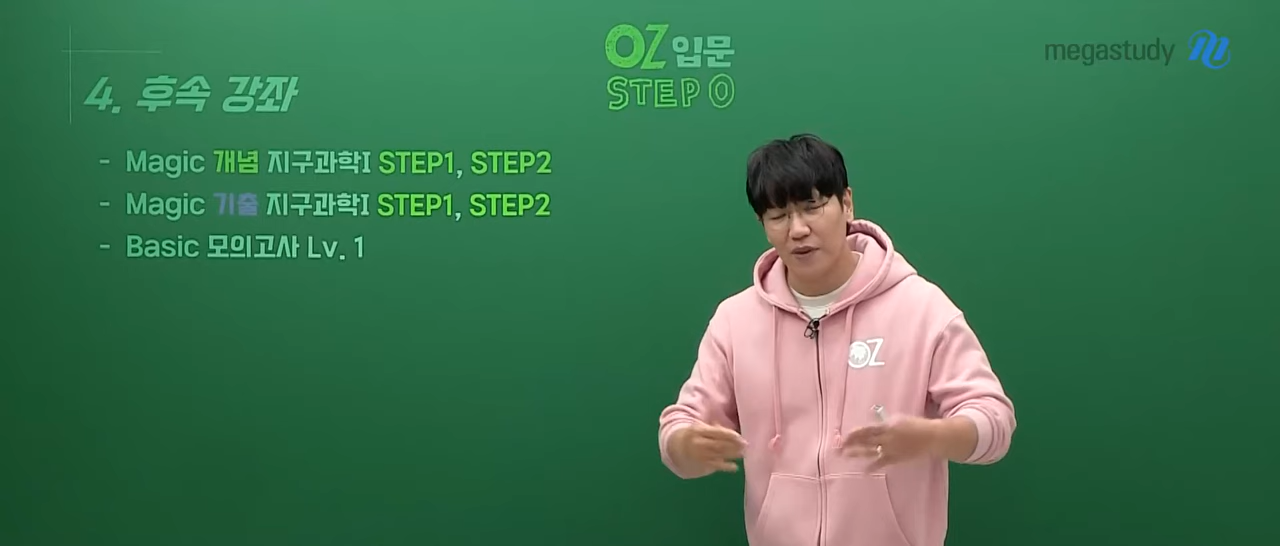 OZ 입문
STEP 0
megastudy
4. 후속 강좌
- Magic 개념 지구과학I STEP1, STEP2
- Magic 기출 지구과학I STEP1, STEP2
- Basic 모의고사 Lv. 1
OZ